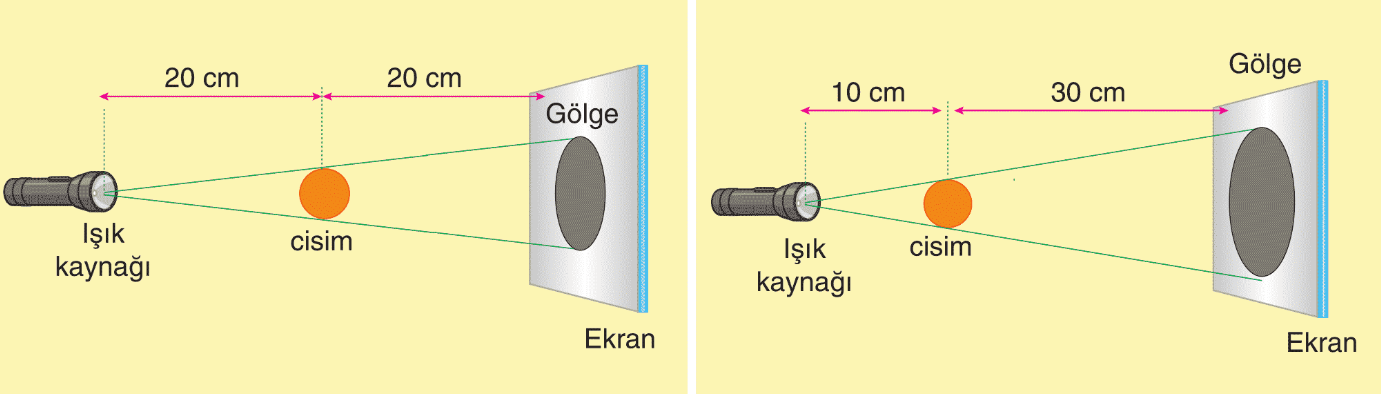 20 cm
20 cm
Gölge
Işık
kaynağı
cisim
Ekran
10 cm
30 cm
Gölge
Işık
kaynağı
cisim
Ekran